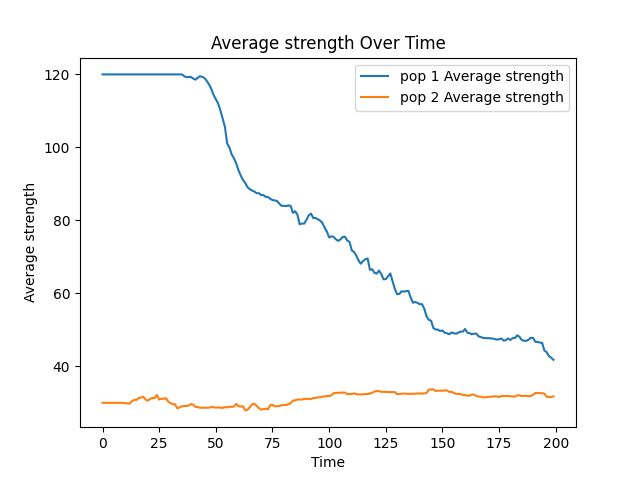 Average strength Over Time
pop 1 Average strength
pop 2 Average strength
Average strength
120
100
80
60
40
0 25 50 75 100 125 150 175 200
Time